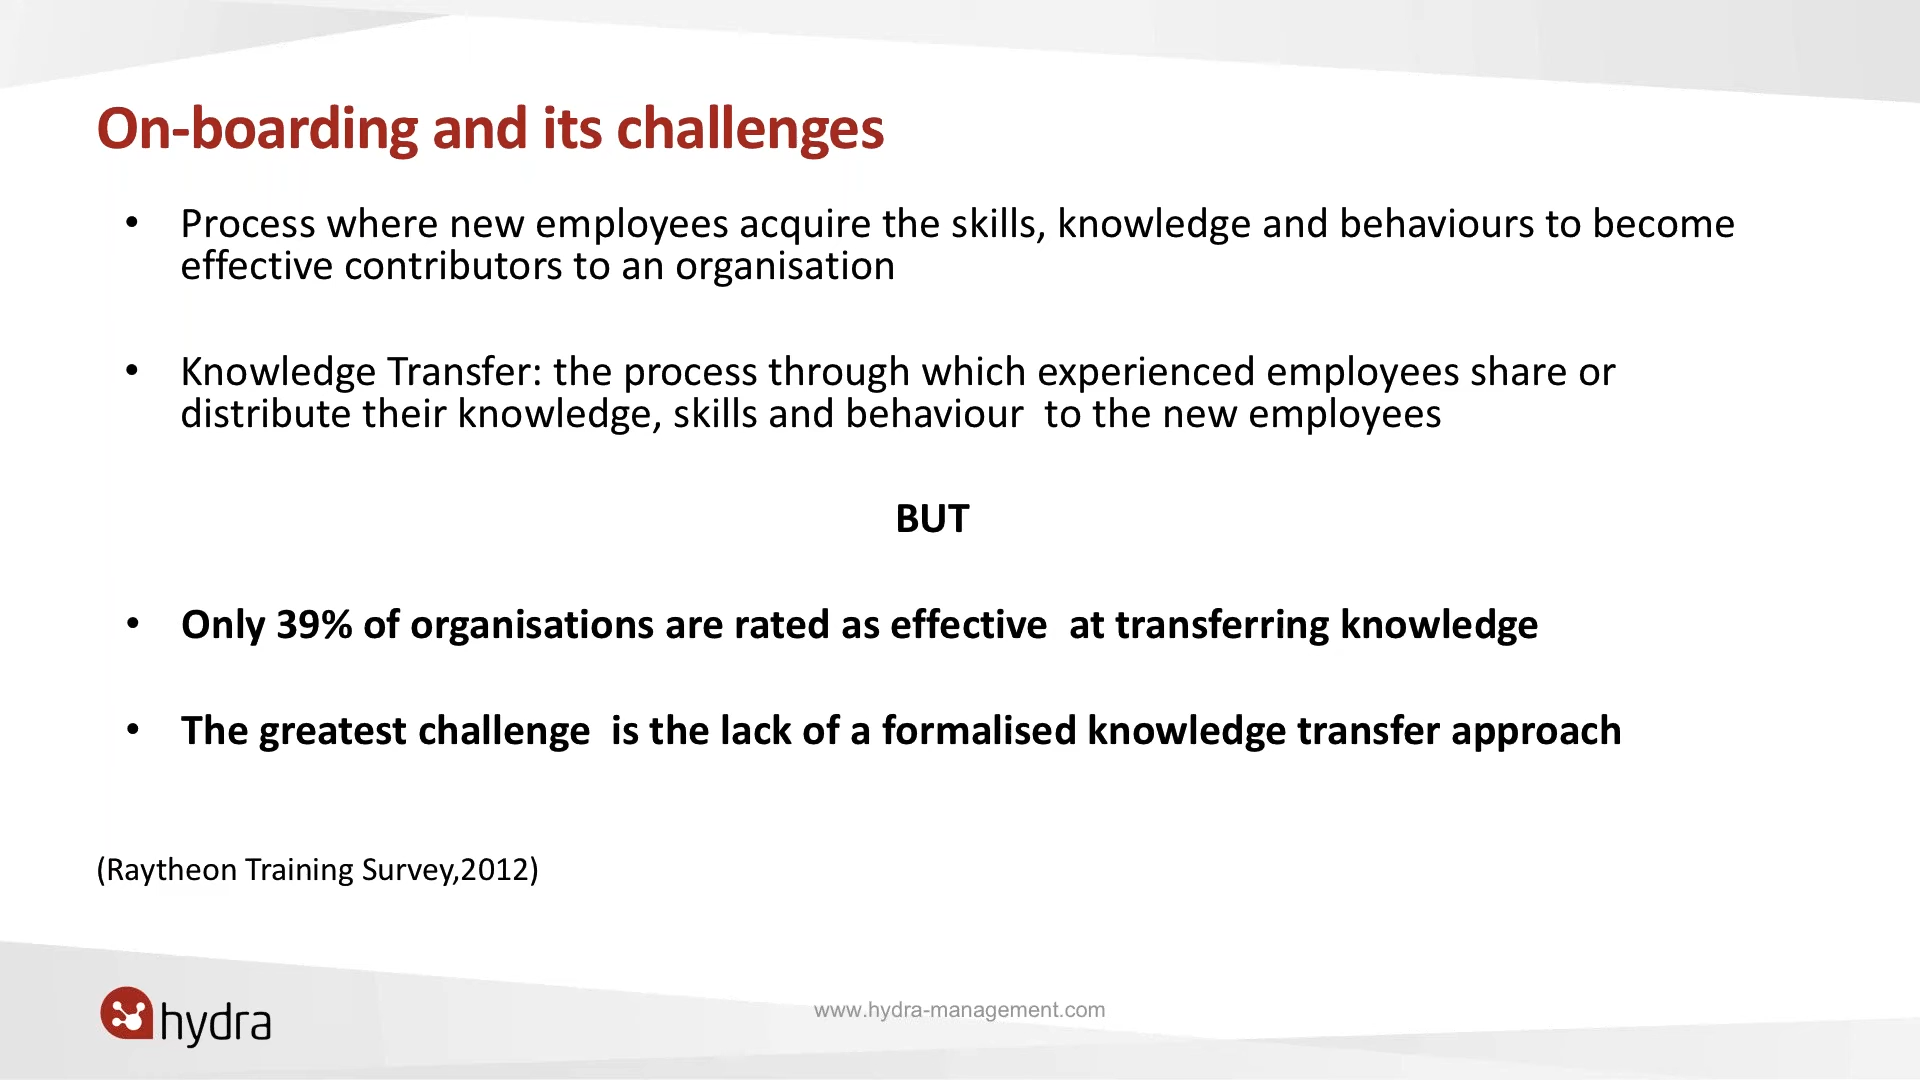 On-boarding and its challenges
• Process where new employees acquire the skills, knowledge and behaviours to become
effective contributors to an organisation
• Knowledge Transfer: the process through which experienced employees share or
distribute their knowledge, skills and behaviour  to the new employees
BUT
• Only 39% of organisations are rated as effective  at transferring knowledge
• The greatest challenge  is the lack of a formalised knowledge transfer approach
(Raytheon Training Survey,2012)
hydra
www.hydra-management.com